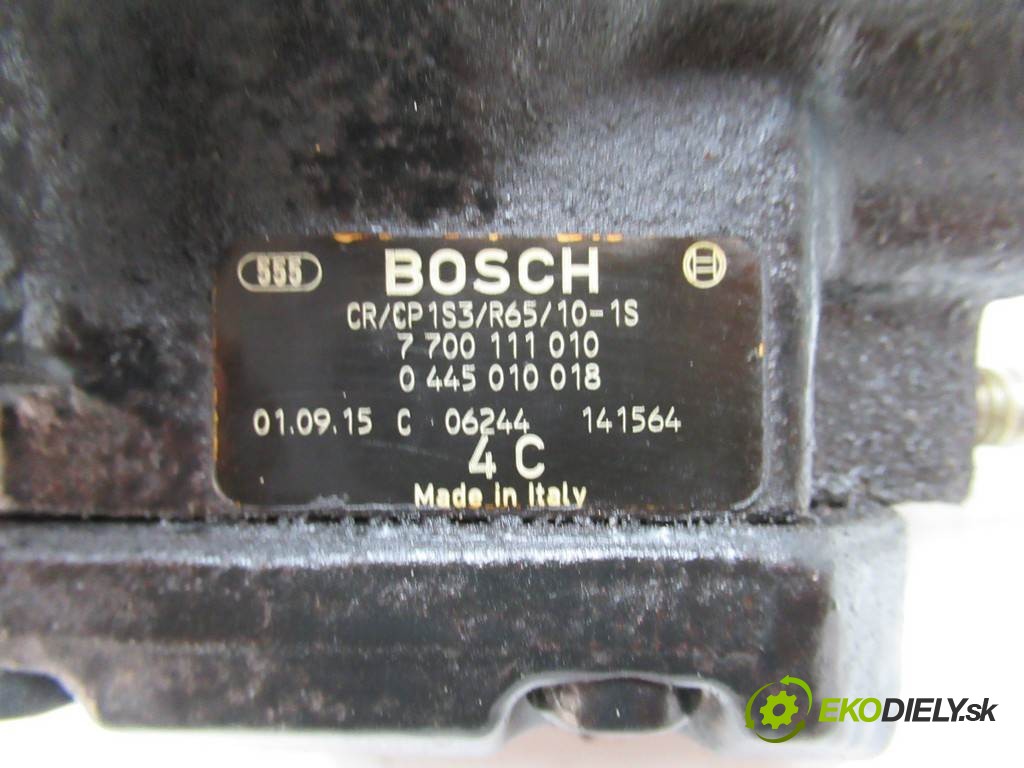 555 BOSCH
CR/CP1S3/R65/10-1S
7 700 111 010
0 445 010 018
01.09.15 C 06244 141564
4 C
Made in Italy
EKODIELY.sk